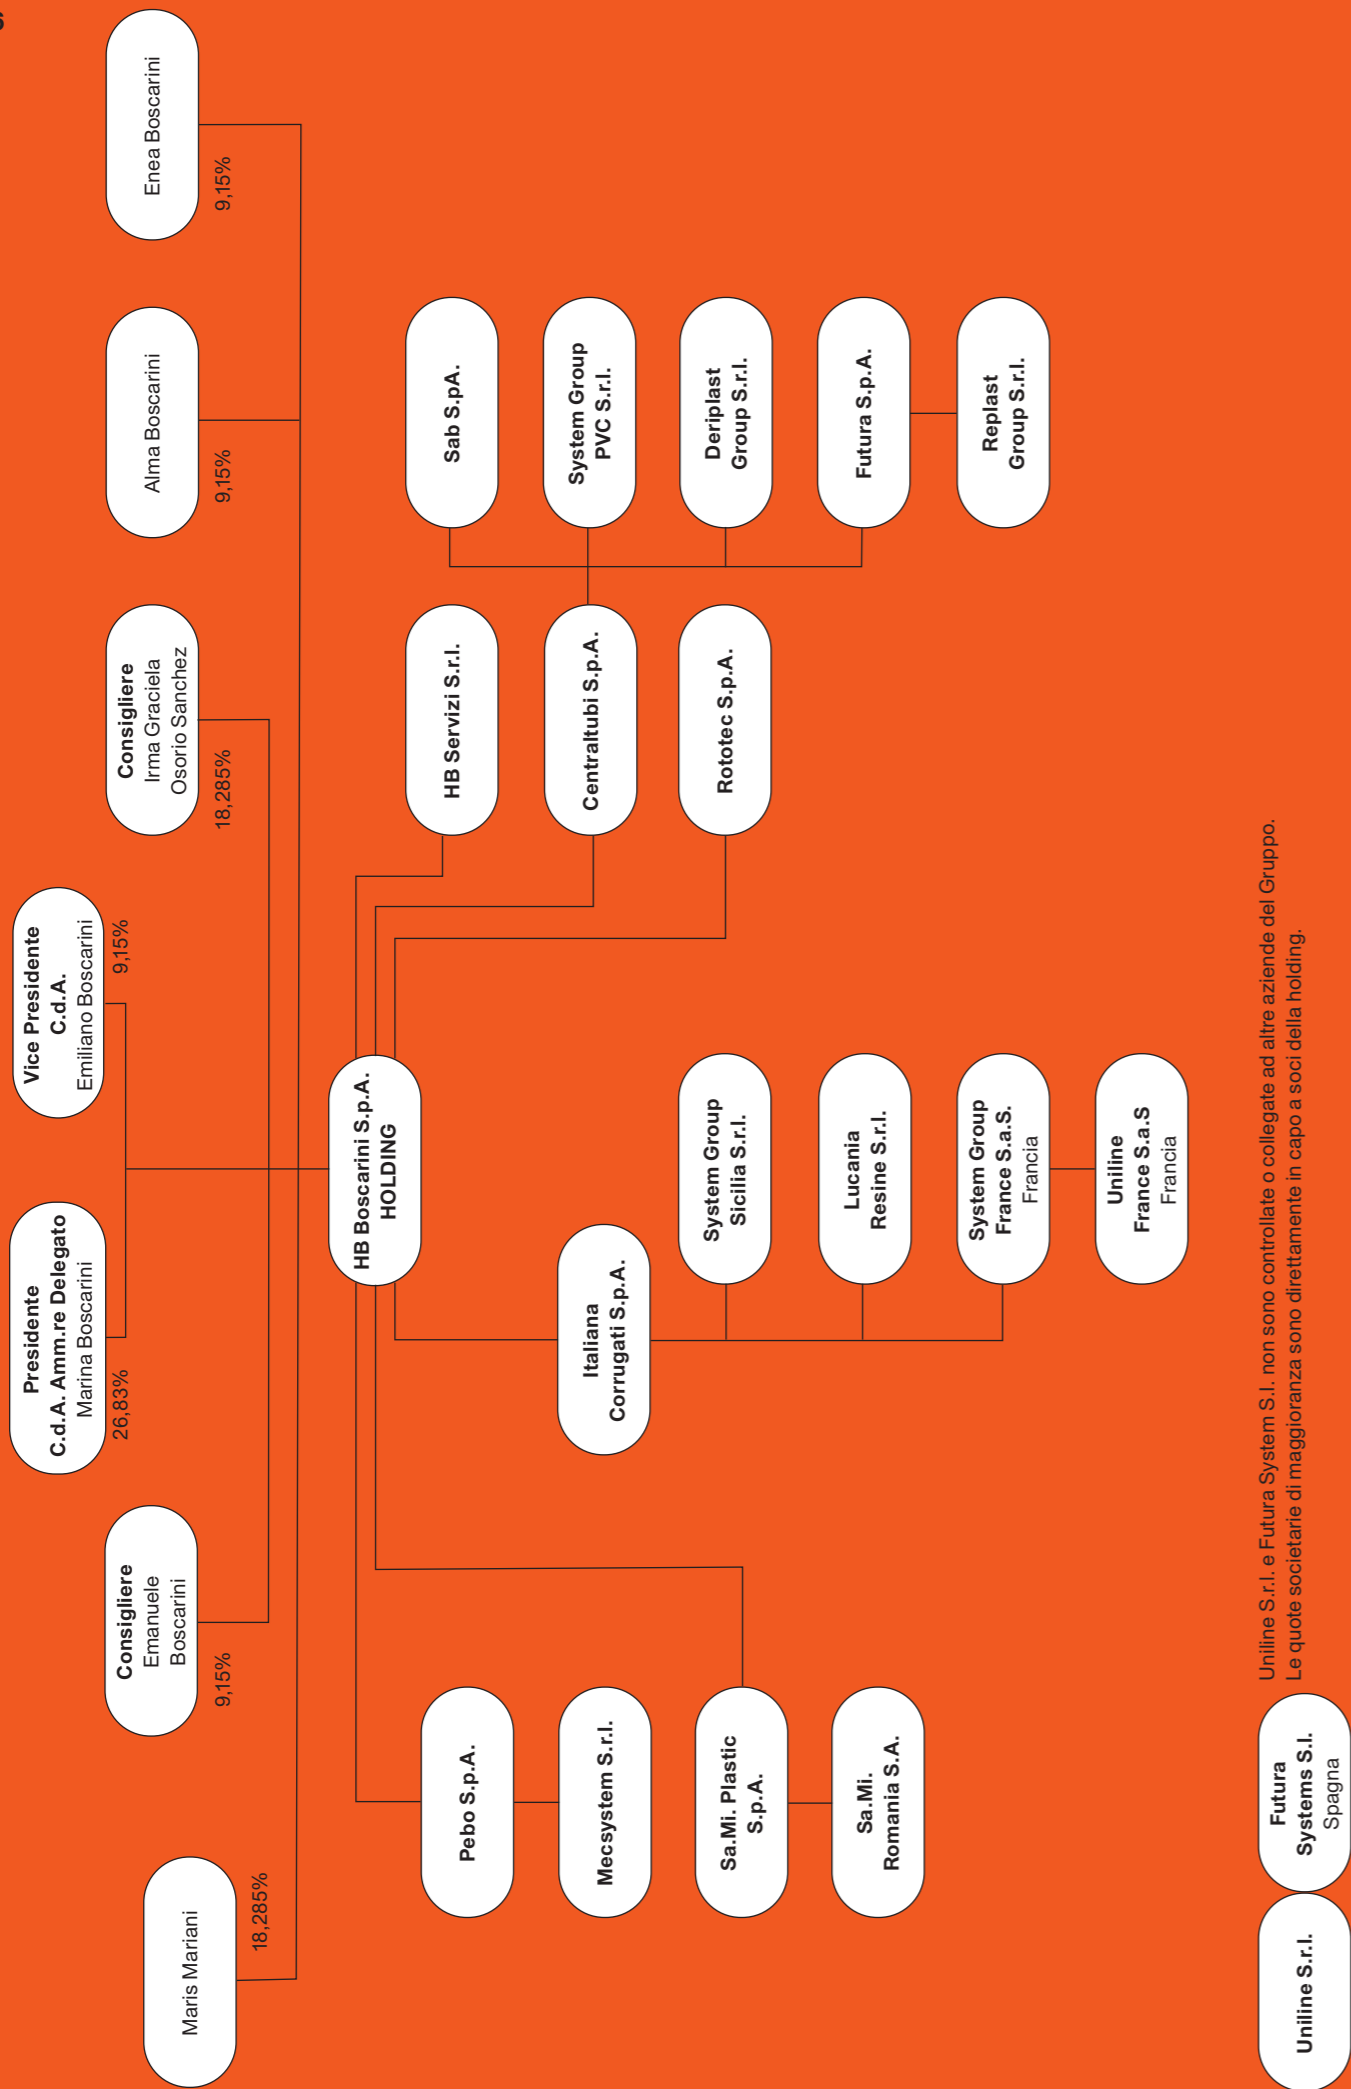 Presidente
C.d.A. Amm.re Delegato
Marina Boscarini
26,83%
Vice Presidente
C.d.A.
Emiliano Boscarini
9,15%
Maris Mariani
18,285%
Consigliere
Emanuele
Boscarini
9,15%
Consigliere
Irma Graciela
Osorio Sanchez
18,285%
Alma Boscarini
9,15%
Enea Boscarini
9,15%
HB Boscarini S.p.A.
HOLDING
Pebo S.p.A.
Mecsystem S.r.l.
Sa.Mi. Plastic
S.p.A.
Sa.Mi.
Romania S.A.
Italiana
Corrugati S.p.A.
System Group
Sicilia S.r.l.
Lucania
Resine S.r.l.
System Group
France S.a.S.
Francia
Uniline
France S.a.S
Francia
HB Servizi S.r.l.
Centraltubi S.p.A.
Rototec S.p.A.
Sab S.pA.
System Group
PVC S.r.l.
Deriplast
Group S.r.l.
Futura S.p.A.
Replast
Group S.r.l.
Uniline S.r.l.
Futura
Systems S.l.
Spagna
Uniline S.r.l. e Futura System S.l. non sono controllate o collegate ad altre aziende del Gruppo.
Le quote societarie di maggioranza sono direttamente in capo a soci della holding.